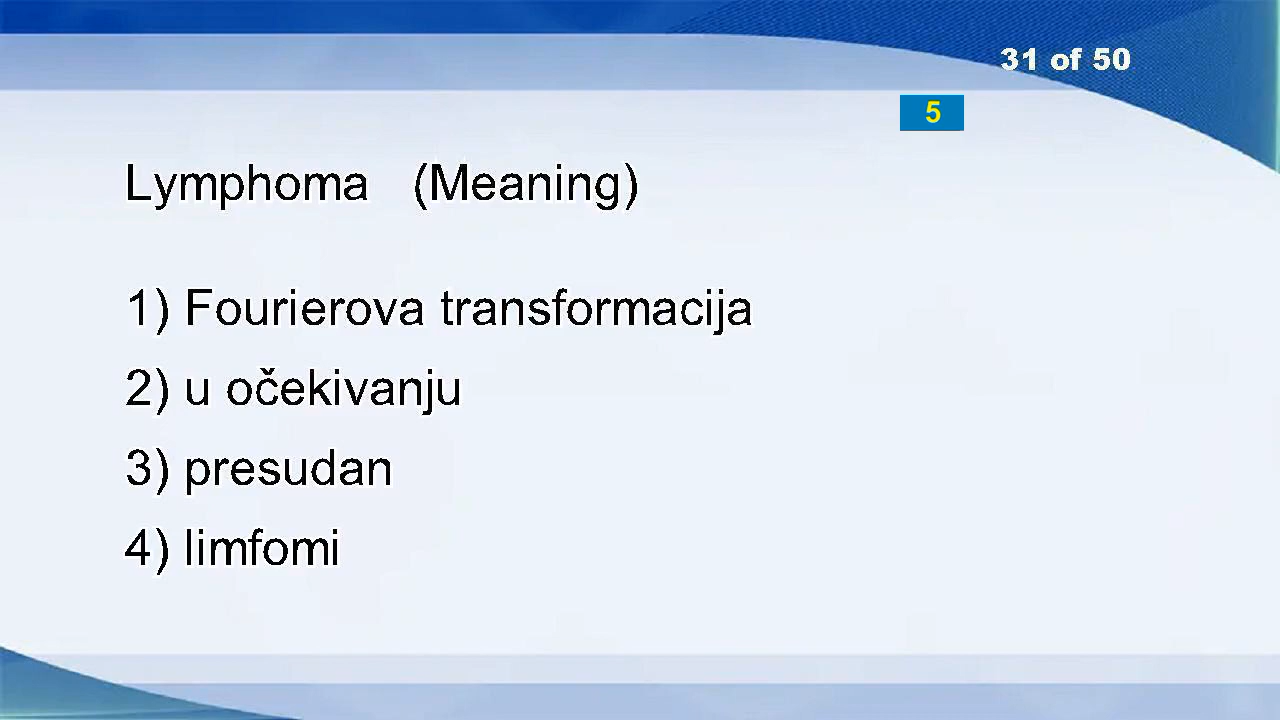 31 of 50
5
Lymphoma (Meaning)
1) Fourierova transformacija
2) u očekivanju
3) presudan
4) limfomi